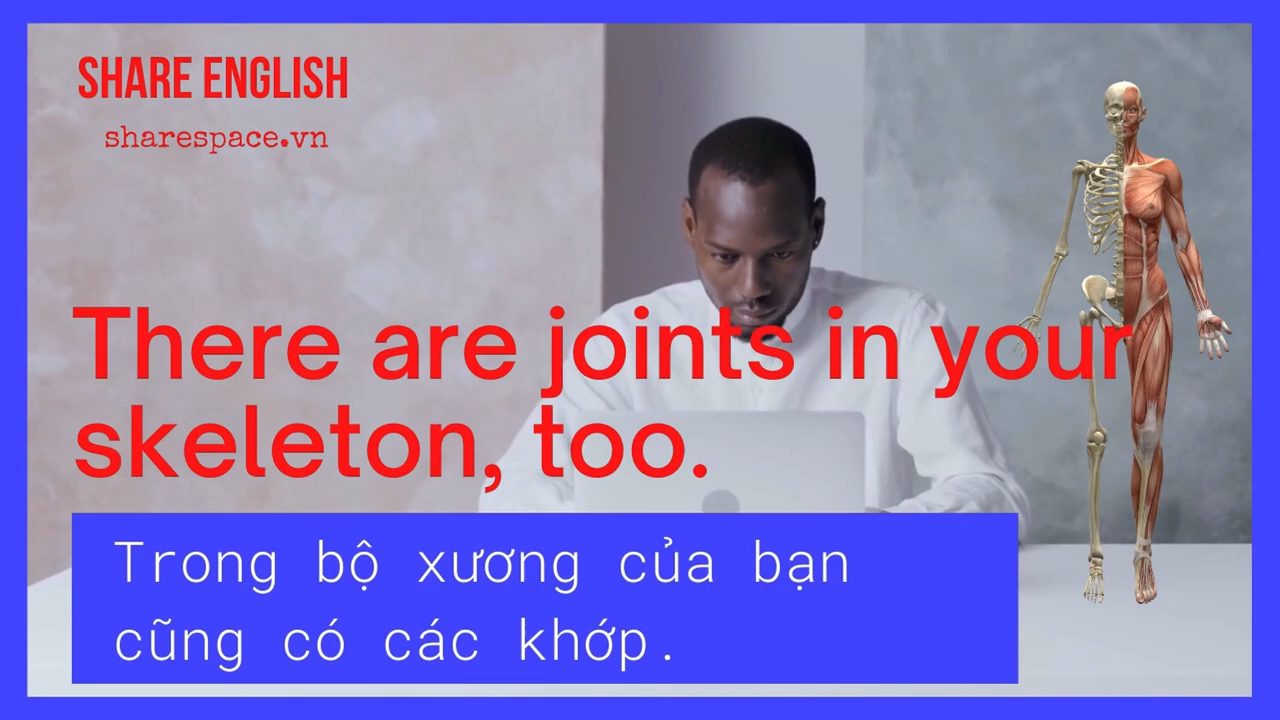 SHARE ENGLISH
sharespace.vn
There are joints in your
skeleton, too.
Trong bộ xương của bạn
cũng có các khớp.